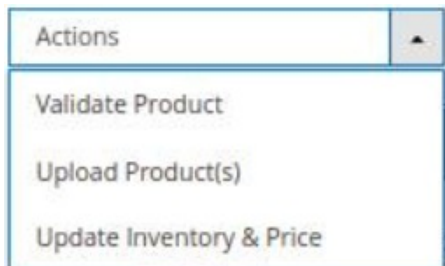 Actions
Validate Product
Upload Product(s)
Update Inventory & Price